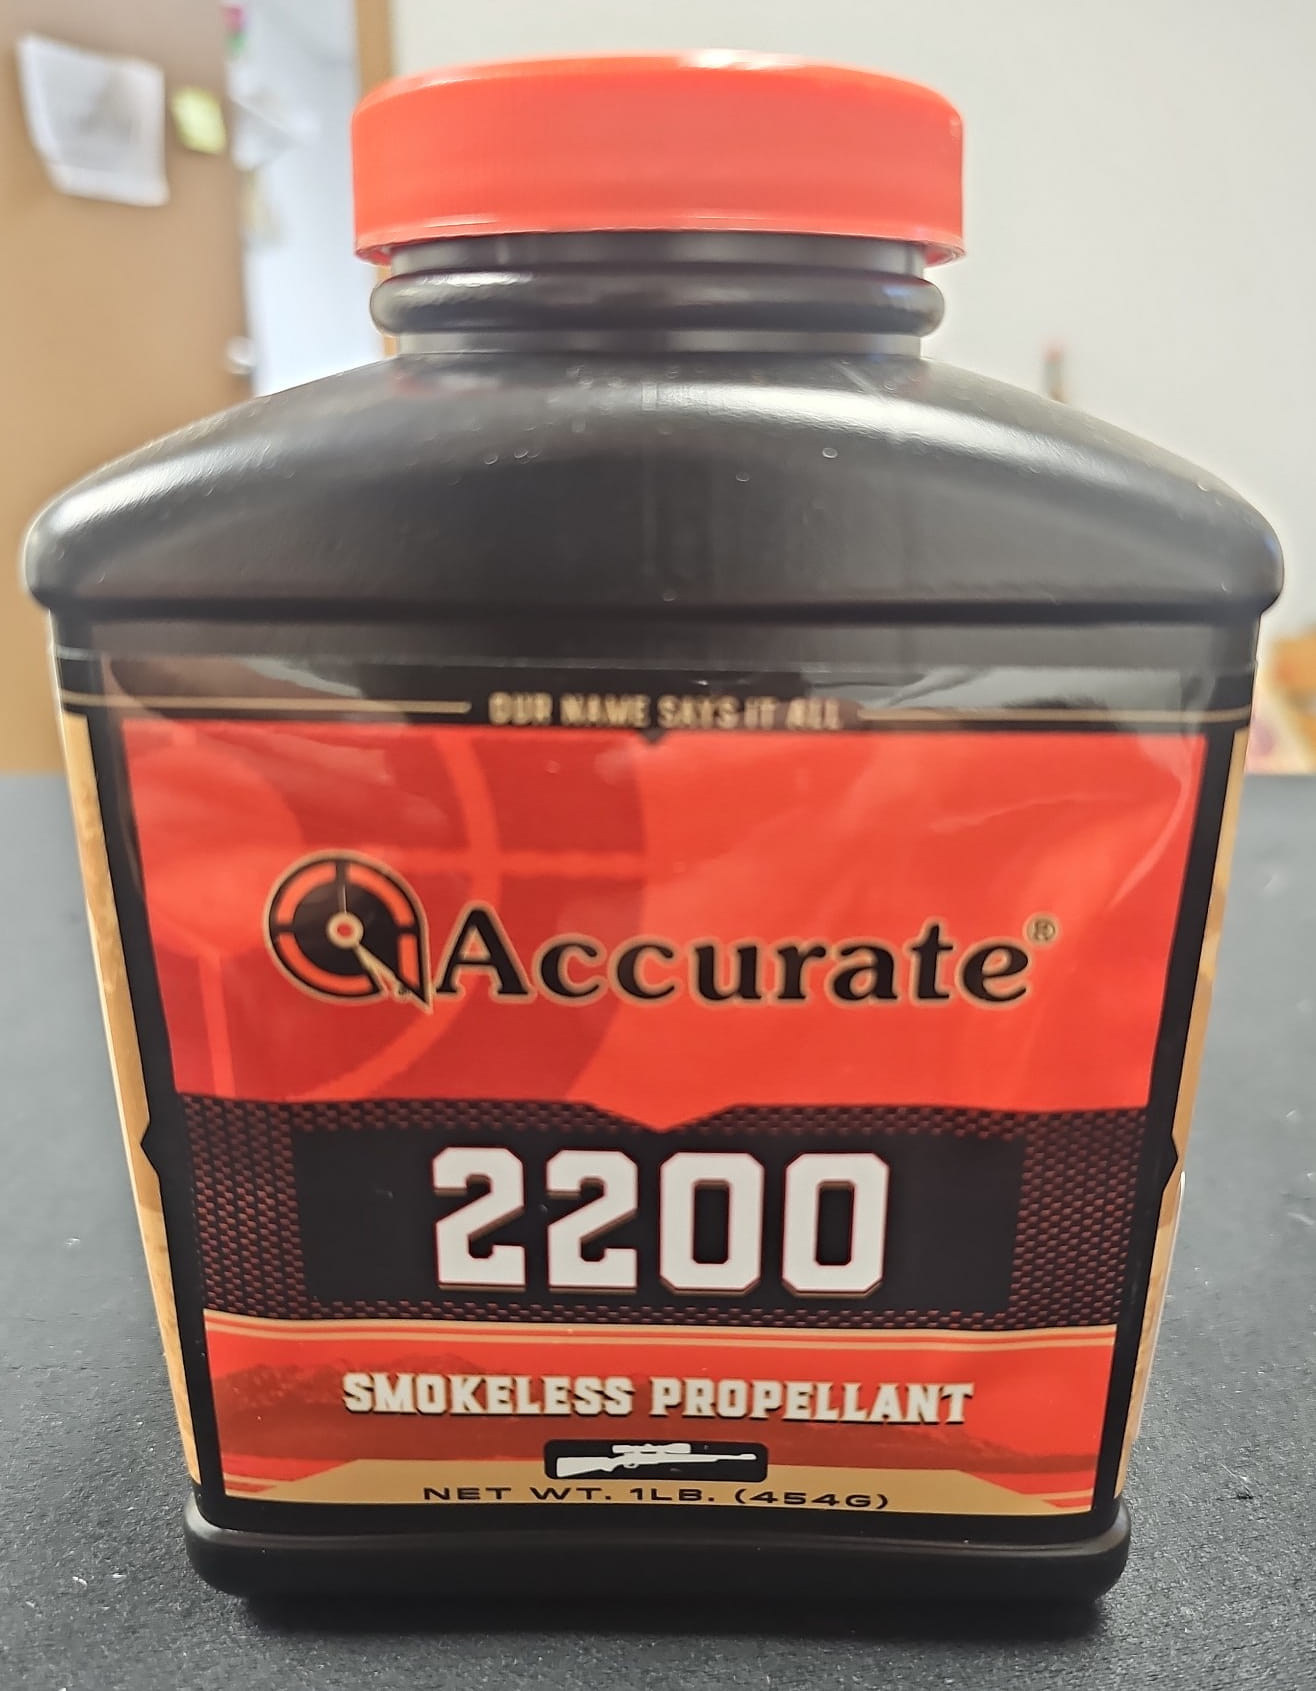 OUR NAME SAYS IT ALL
Accurate®
2200
SMOKELESS PROPELLANT
NET WT. 1LB. (454G)